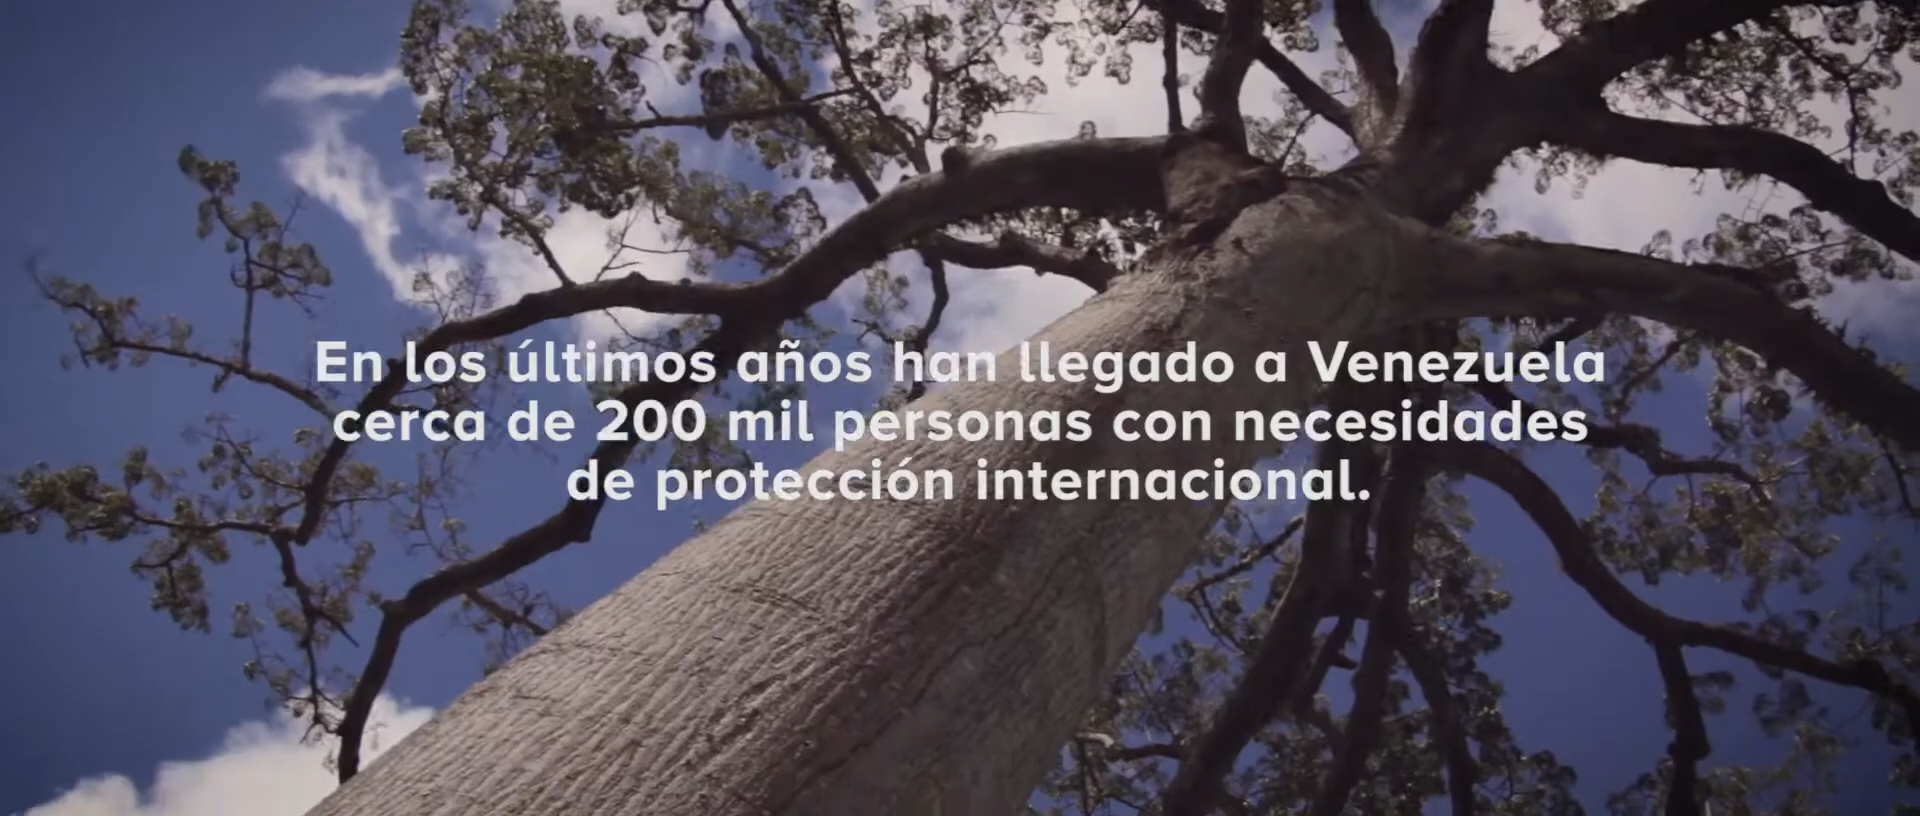 En los últimos años han llegado a Venezuela
cerca de 200 mil personas con necesidades
de protección internacional.